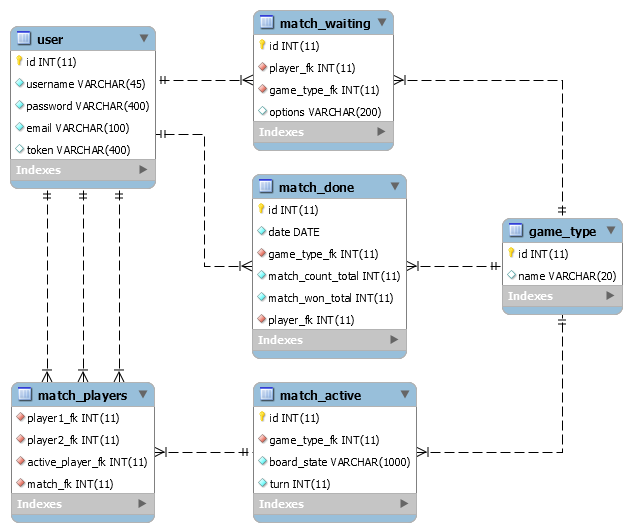 user
id INT(11)
username VARCHAR(45)
password VARCHAR(400)
email VARCHAR(100)
token VARCHAR(400)
Indexes
match_waiting
id INT(11)
player_fk INT(11)
game_type_fk INT(11)
options VARCHAR(200)
Indexes
match_done
id INT(11)
date DATE
game_type_fk INT(11)
match_count_total INT(11)
match_won_total INT(11)
player_fk INT(11)
Indexes
game_type
id INT(11)
name VARCHAR(20)
Indexes
match_players
player1_fk INT(11)
player2_fk INT(11)
active_player_fk INT(11)
match_fk INT(11)
Indexes
match_active
id INT(11)
game_type_fk INT(11)
board_state VARCHAR(1000)
turn INT(11)
Indexes